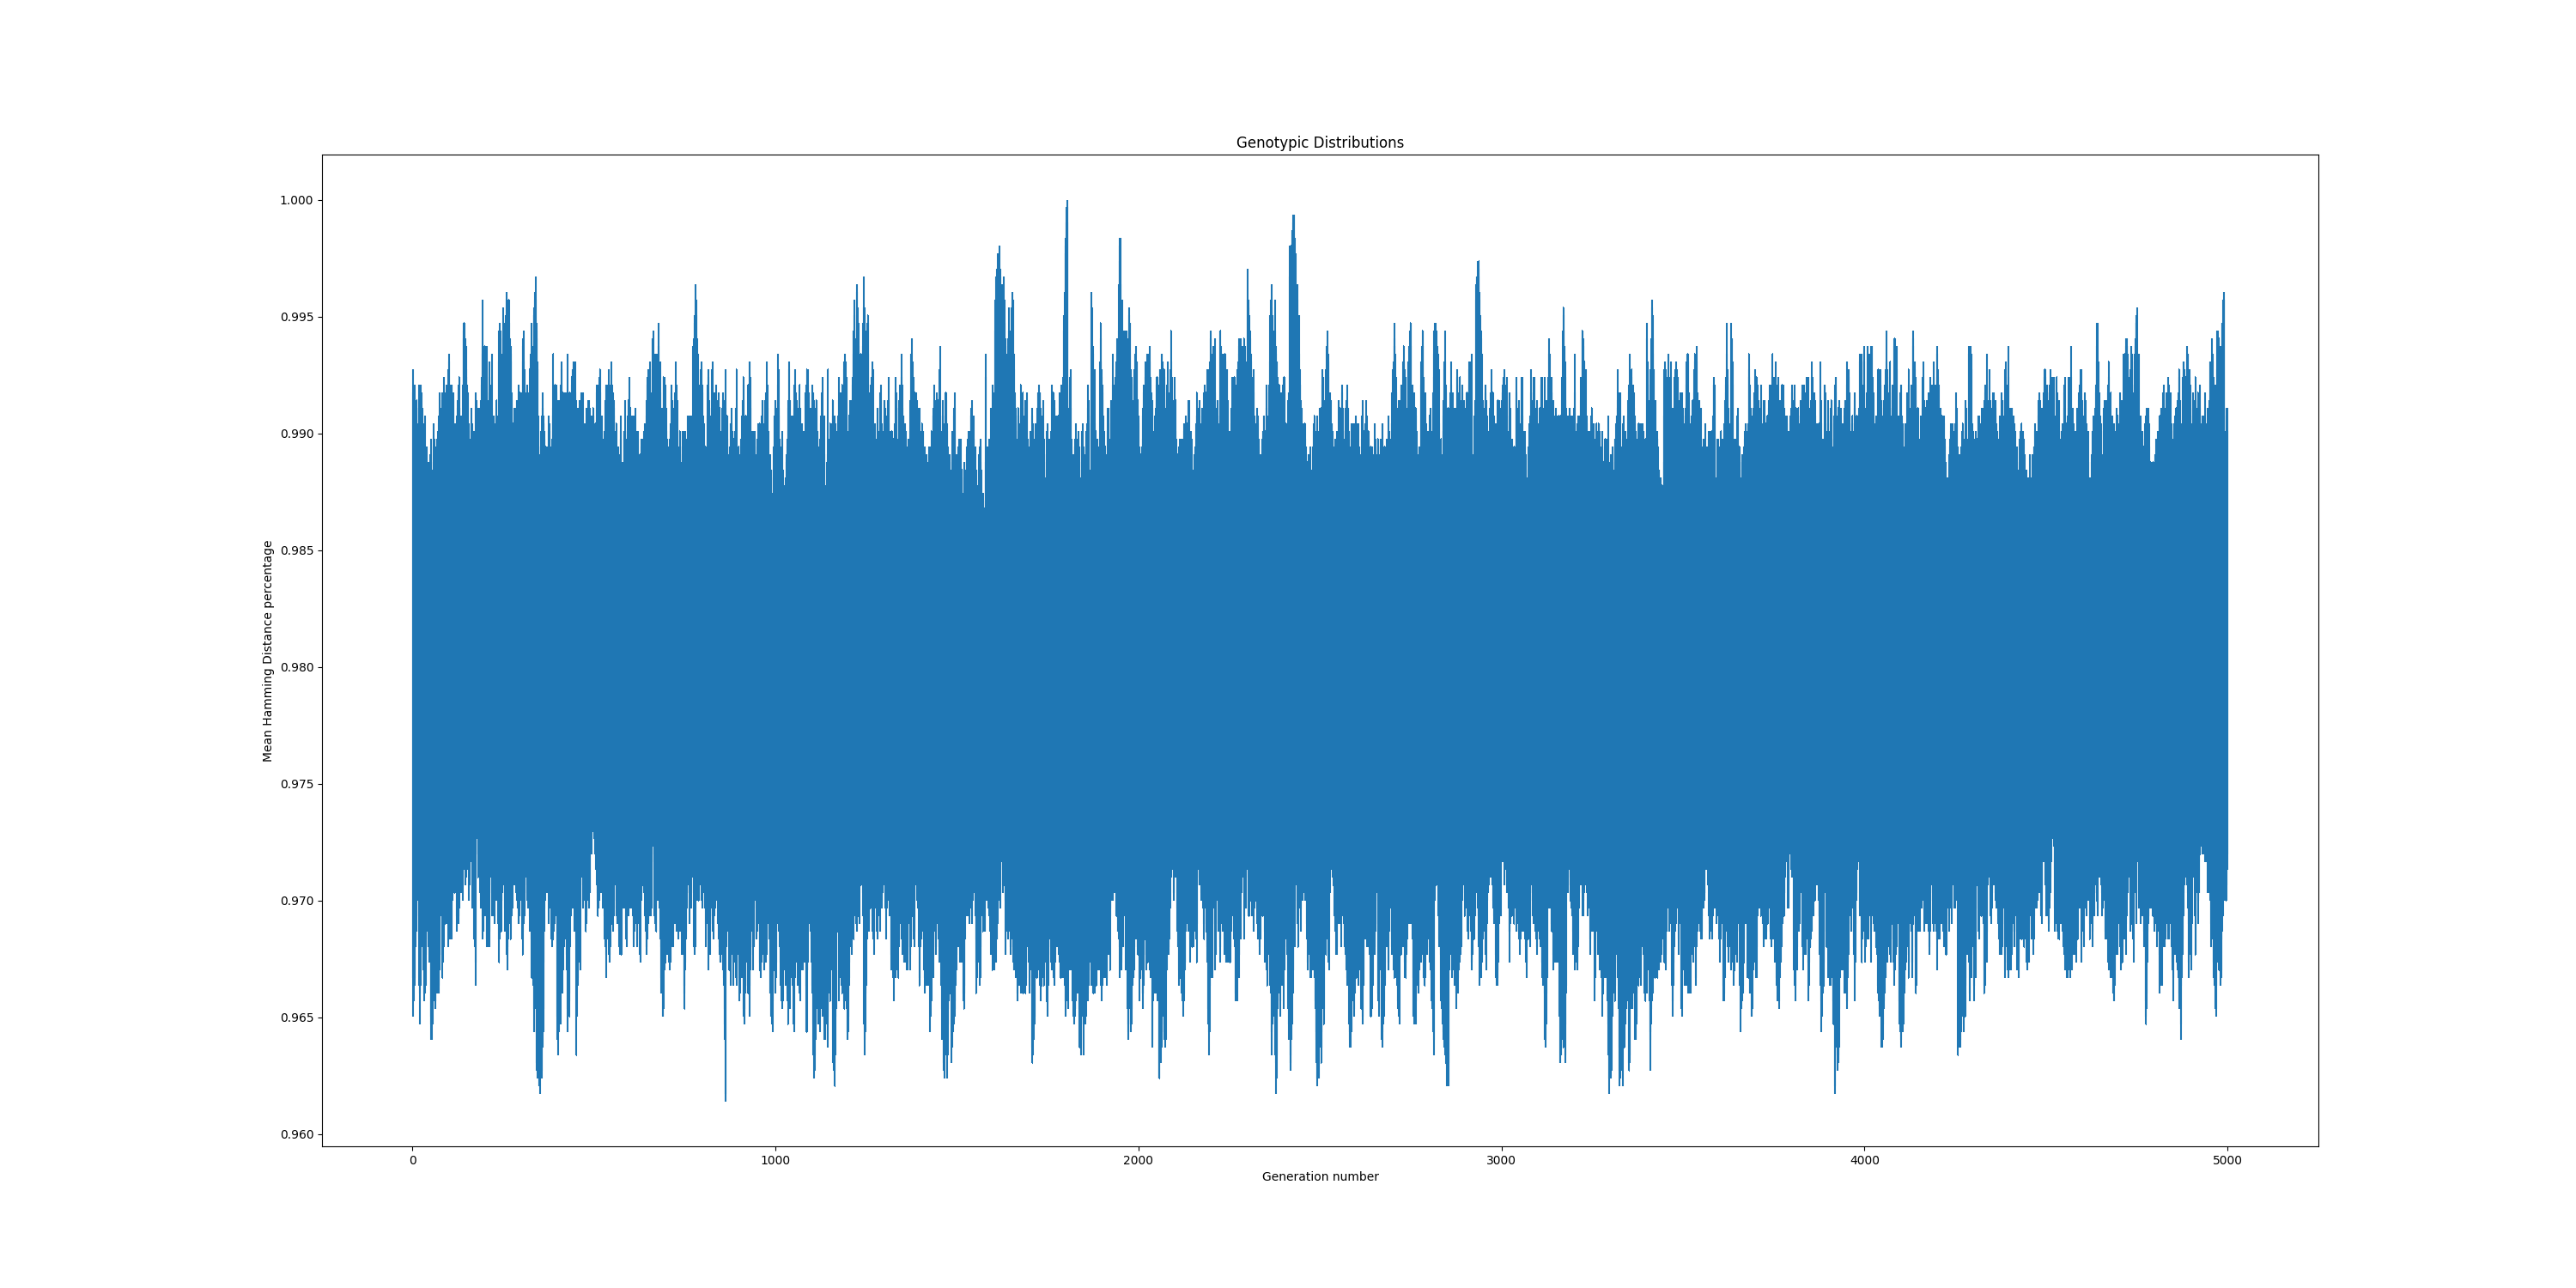 Genotypic Distributions
Mean Hamming Distance percentage
1.000
0.995
0.990
0.985
0.980
0.975
0.970
0.965
0.960
0 1000 2000 3000 4000 5000
Generation number